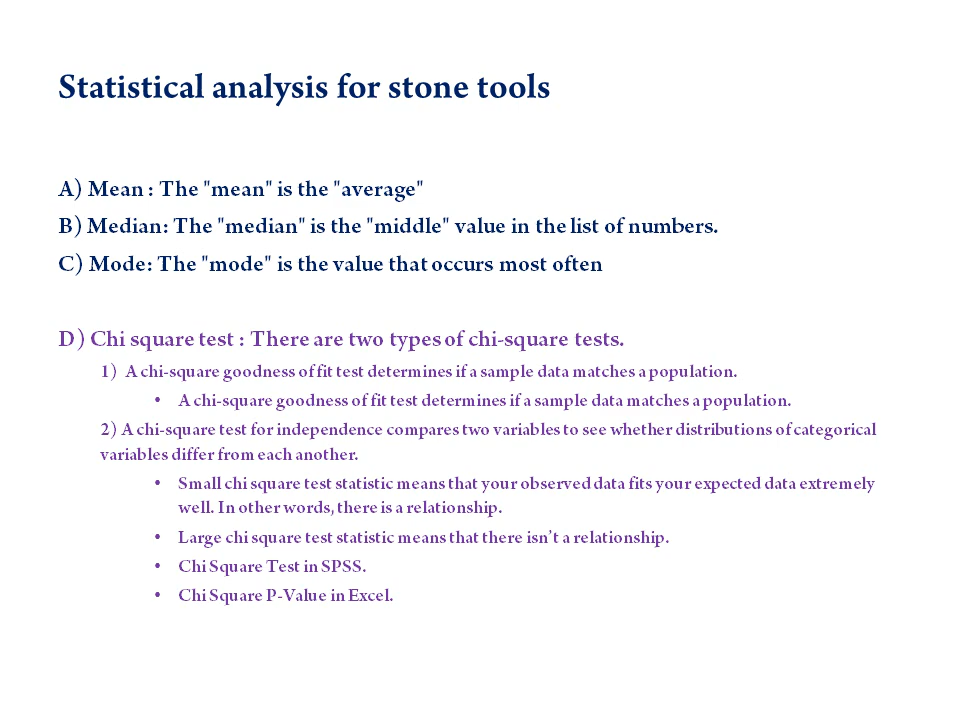 Statistical analysis for stone tools
A) Mean : The "mean" is the "average"
B) Median: The "median" is the "middle" value in the list of numbers.
C) Mode: The "mode" is the value that occurs most often
D) Chi square test : There are two types of chi-square tests.
1) A chi-square goodness of fit test determines if a sample data matches a population.
• A chi-square goodness of fit test determines if a sample data matches a population.
2) A chi-square test for independence compares two variables to see whether distributions of categorical
variables differ from each another.
• Small chi square test statistic means that your observed data fits your expected data extremely
well. In other words, there is a relationship.
• Large chi square test statistic means that there isn't a relationship.
• Chi Square Test in SPSS.
• Chi Square P-Value in Excel.